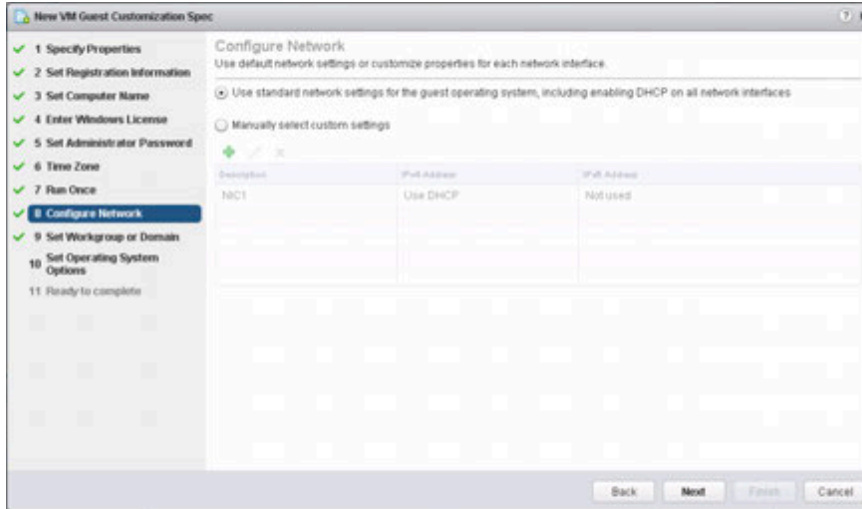 New VM Guest Customization Spec
?
1 Specify Properties
2 Set Registration Information
3 Set Computer Name
4 Enter Windows License
5 Set Administrator Password
6 Time Zone
7 Run Once
8 Configure Network
9 Set Workgroup or Domain
10 Set Operating System
Options
11 Ready to complete
Configure Network
Use default network settings or customize properties for each network interface.
Use standard network settings for the guest operating system, including enabling DHCP on all network interfaces
Manually select custom settings
Description IPv4 Address IPv6 Address
NIC1 Use DHCP Not used
Back Next Finish Cancel